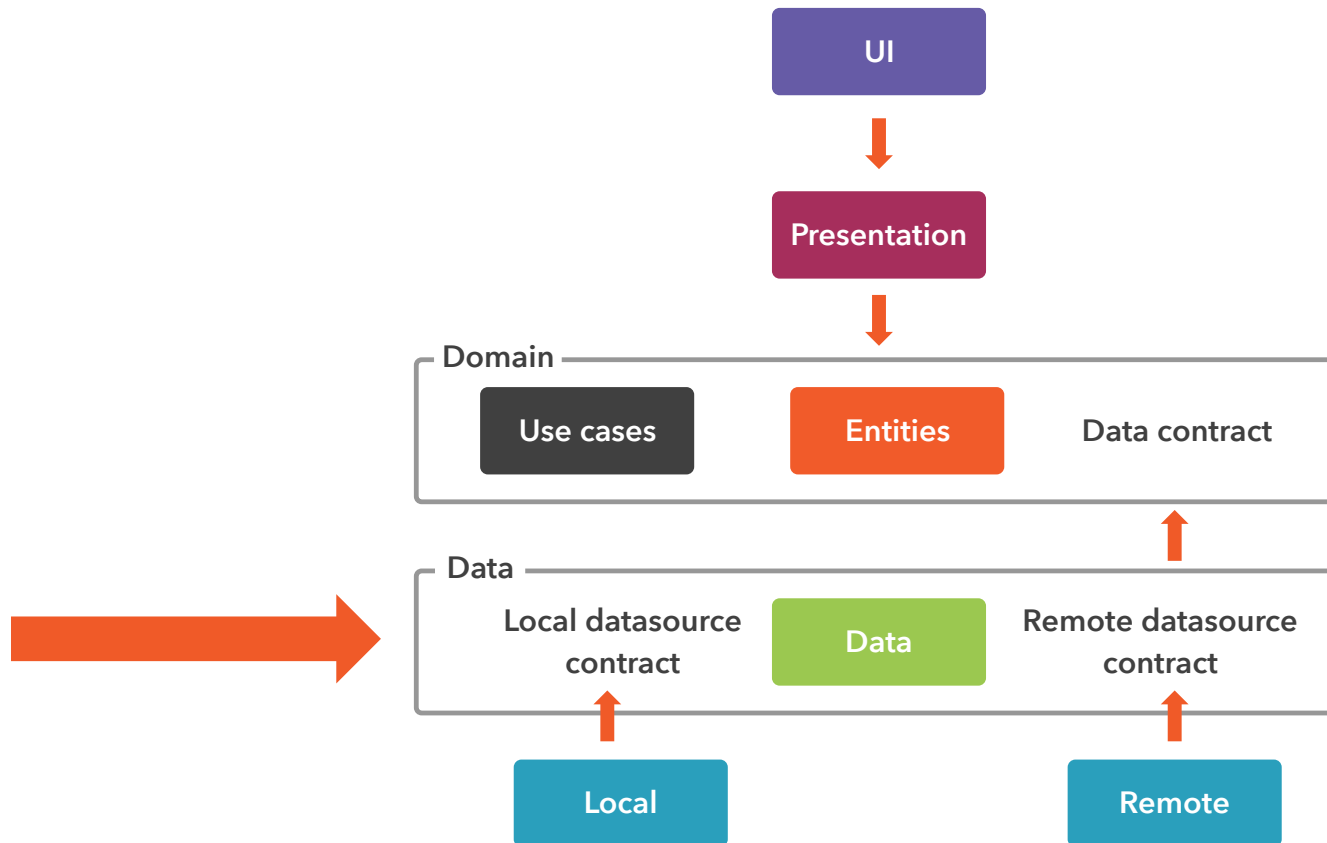 UI
Presentation
Domain
Use cases
Entities
Data contract
Data
Local datasource
contract
Data
Remote datasource
contract
Local
Remote